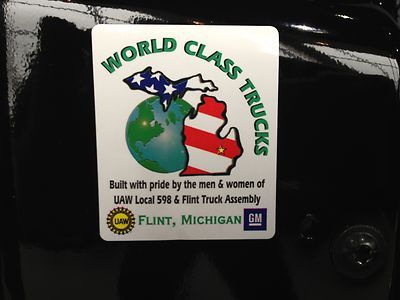 WORLD CLASS TRUCKS
Built with pride by the men & women of
UAW Local 598 & Flint Truck Assembly
UAW FLINT, MICHIGAN GM